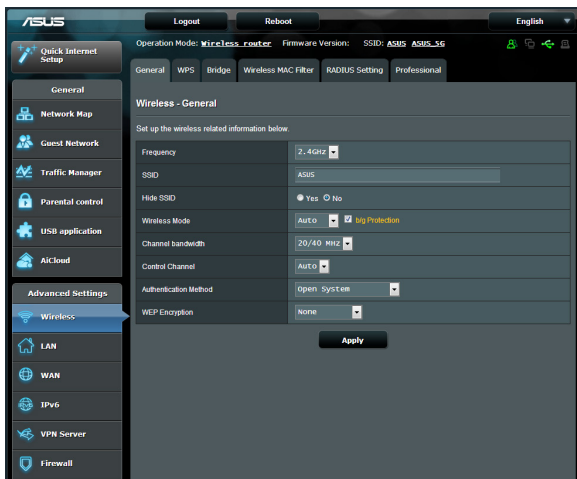 ASUS
Logout Reboot English
Quick Internet Setup
Operation Mode: Wireless router Firmware Version: SSID: ASUS ASUS_5G
General WPS Bridge Wireless MAC Filter RADIUS Setting Professional
General
Network Map
Guest Network
Traffic Manager
Parental control
USB application
AiCloud
Advanced Settings
Wireless
LAN
WAN
IPv6
VPN Server
Firewall
Wireless - General
Set up the wireless related information below.
Frequency 2.4GHz
SSID ASUS
Hide SSID Yes No
Wireless Mode Auto b/g Protection
Channel bandwidth 20/40 MHz
Control Channel Auto
Authentication Method Open System
WEP Encryption None
Apply